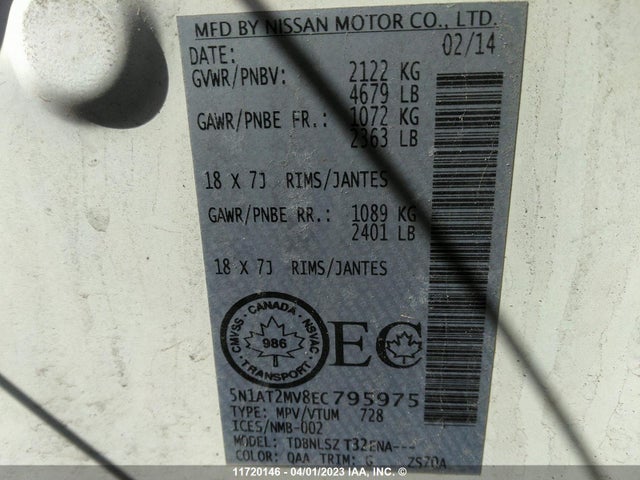 MFD BY NISSAN MOTOR CO., LTD.
DATE: 02/14
GVWR/PNBV: 2122 KG
4679 LB
GAWR/PNBE FR.: 1072 KG
2363 LB
18 X 7J RIMS/JANTES
GAWR/PNBE RR.: 1089 KG
2401 LB
18 X 7J RIMS/JANTES
CANADA
CMVSS NSVAC
986
TRANSPORT
EC
5N1AT2MV8EC795975
TYPE: MPV/VTUM 728
ICES/NMB-002
MODEL: TDBNLSZ T32ENA---
COLOR: QAA TRIM: G ZSZ0A
11720146 - 04/01/2023 - iaai.ca